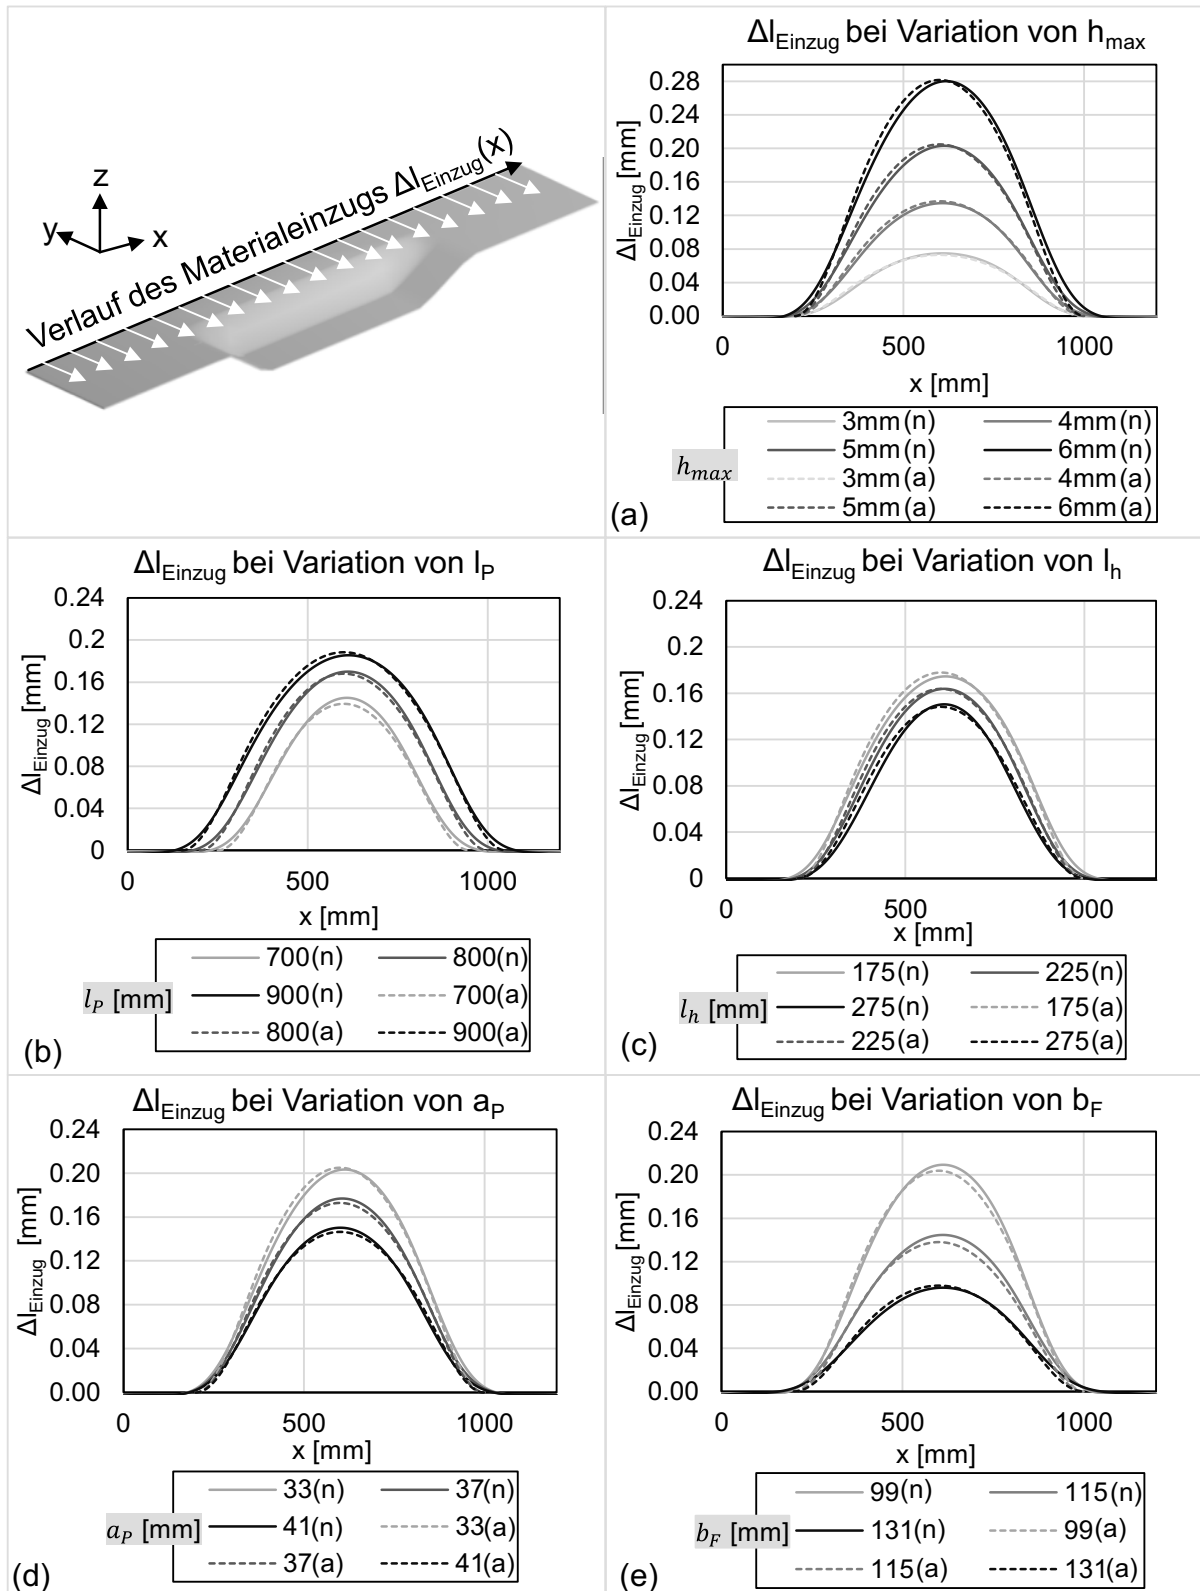 z
y
x
Verlauf des Materialeinzugs Δl_Einzug(x)
Δl_Einzug bei Variation von h_max
Δl_Einzug [mm]
0.28
0.24
0.20
0.16
0.12
0.08
0.04
0.00
0 500 1000
x [mm]
h_max
3mm(n) 4mm(n)
5mm(n) 6mm(n)
3mm(a) 4mm(a)
5mm(a) 6mm(a)
(a)
Δl_Einzug bei Variation von l_P
Δl_Einzug [mm]
0.24
0.2
0.16
0.12
0.08
0.04
0
0 500 1000
x [mm]
l_P [mm]
700(n) 800(n)
900(n) 700(a)
800(a) 900(a)
(b)
Δl_Einzug bei Variation von l_h
Δl_Einzug [mm]
0.24
0.2
0.16
0.12
0.08
0.04
0
0 500 1000
x [mm]
l_h [mm]
175(n) 225(n)
275(n) 175(a)
225(a) 275(a)
(c)
Δl_Einzug bei Variation von a_P
Δl_Einzug [mm]
0.24
0.20
0.16
0.12
0.08
0.04
0.00
0 500 1000
x [mm]
a_P [mm]
33(n) 37(n)
41(n) 33(a)
37(a) 41(a)
(d)
Δl_Einzug bei Variation von b_F
Δl_Einzug [mm]
0.24
0.20
0.16
0.12
0.08
0.04
0.00
0 500 1000
x [mm]
b_F [mm]
99(n) 115(n)
131(n) 99(a)
115(a) 131(a)
(e)